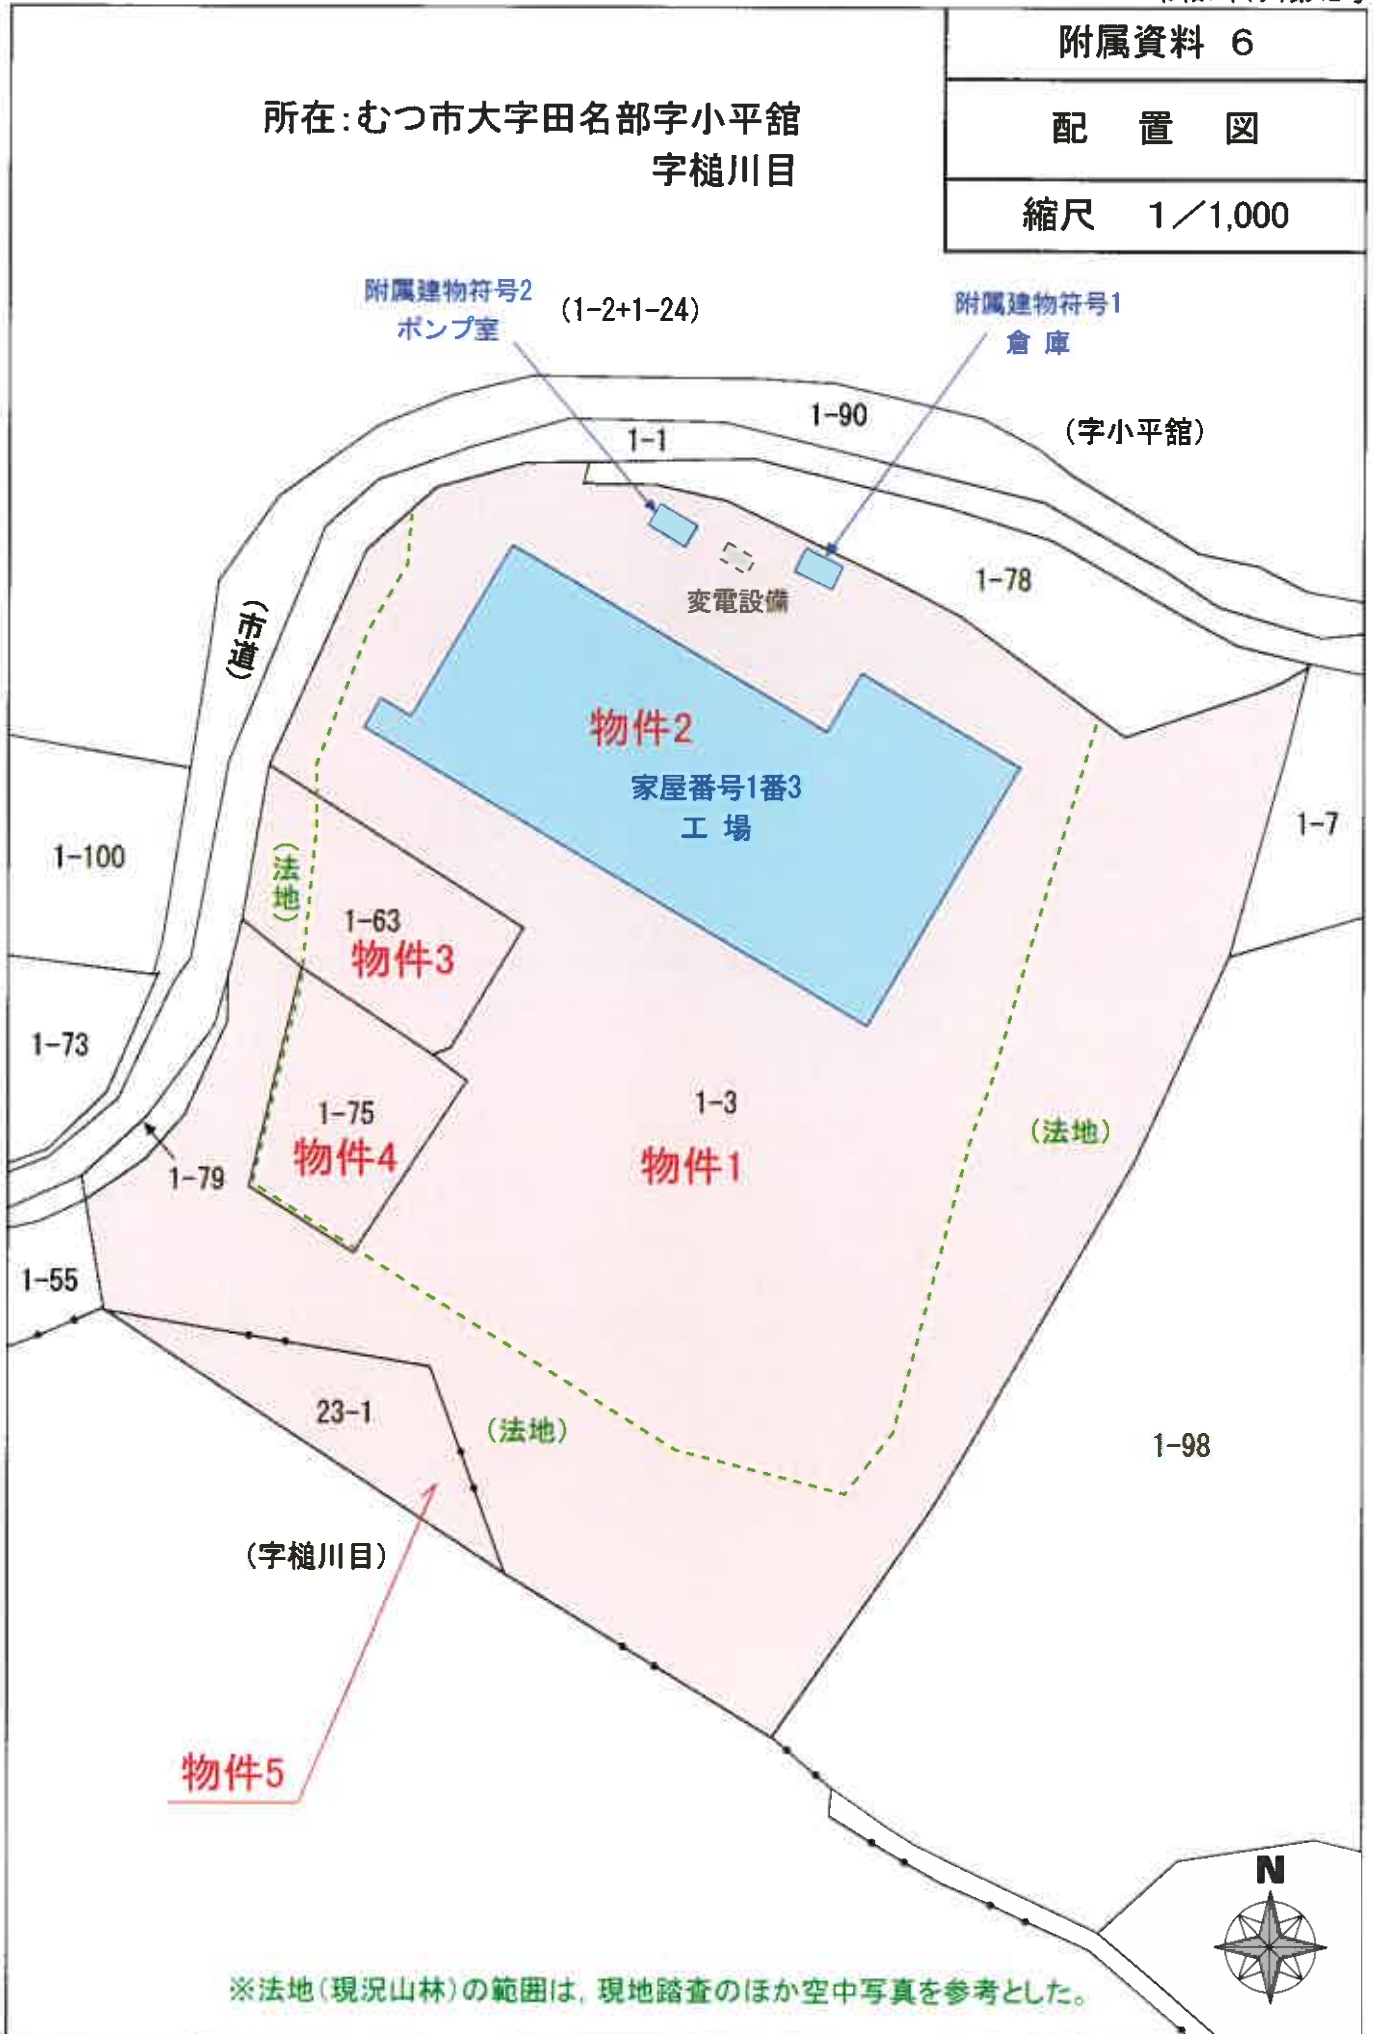 附属資料 6
配 置 図
縮尺 1／1,000
所在：むつ市大字田名部字小平舘
字槌川目
附属建物符号2
ポンプ室
(1-2+1-24)
附属建物符号1
倉 庫
1-90
(字小平舘)
1-1
1-78
変電設備
(市道)
物件2
家屋番号1番3
工 場
1-7
1-100
(法地)
1-63
物件3
1-73
1-75
物件4
1-3
物件1
(法地)
1-79
1-55
23-1
(法地)
1-98
(字槌川目)
物件5
N
※法地(現況山林)の範囲は，現地踏査のほか空中写真を参考とした。